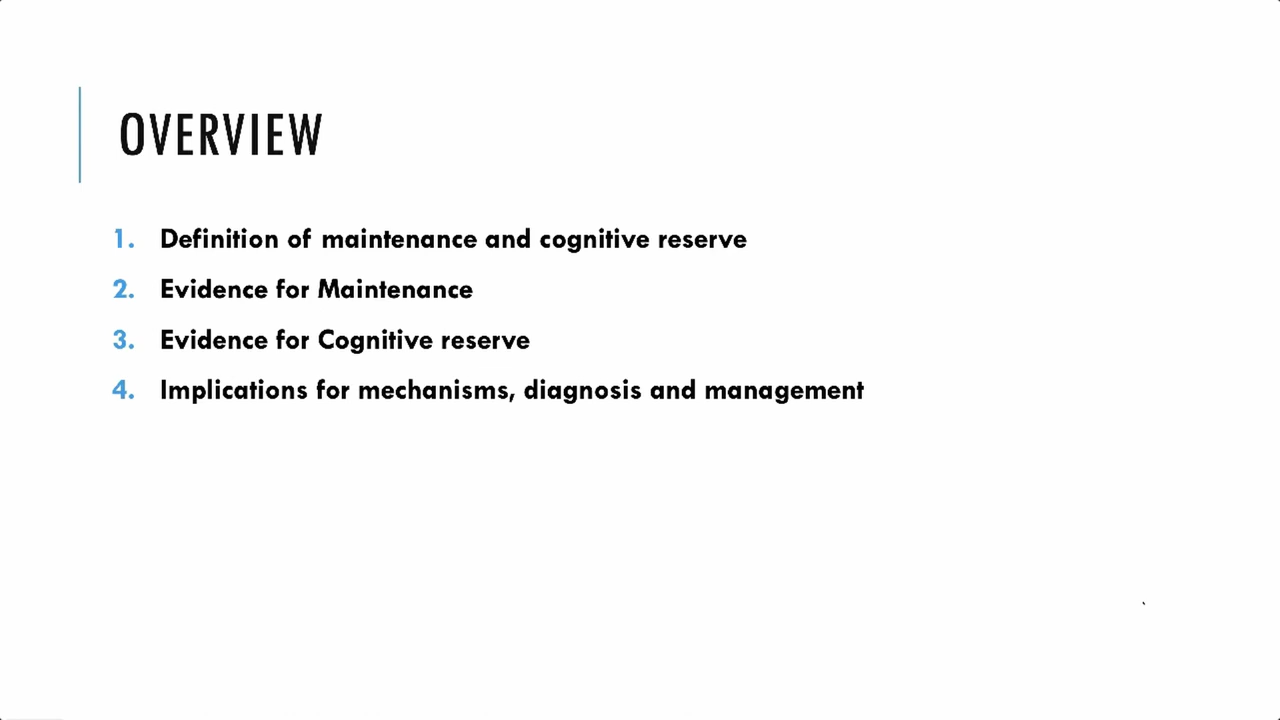 OVERVIEW
1. Definition of maintenance and cognitive reserve
2. Evidence for Maintenance
3. Evidence for Cognitive reserve
4. Implications for mechanisms, diagnosis and management
`